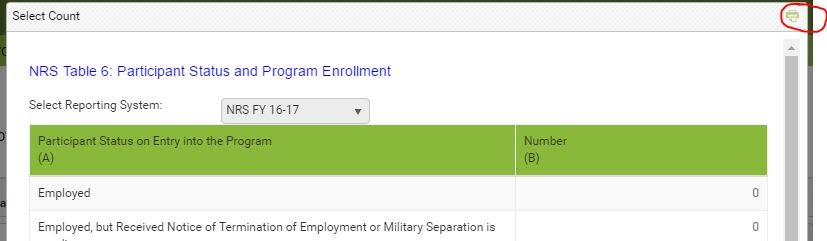 Select Count
NRS Table 6: Participant Status and Program Enrollment
Select Reporting System:
NRS FY 16-17
Participant Status on Entry into the Program
(A)
Number
(B)
Employed
0
Employed, but Received Notice of Termination of Employment or Military Separation is
0